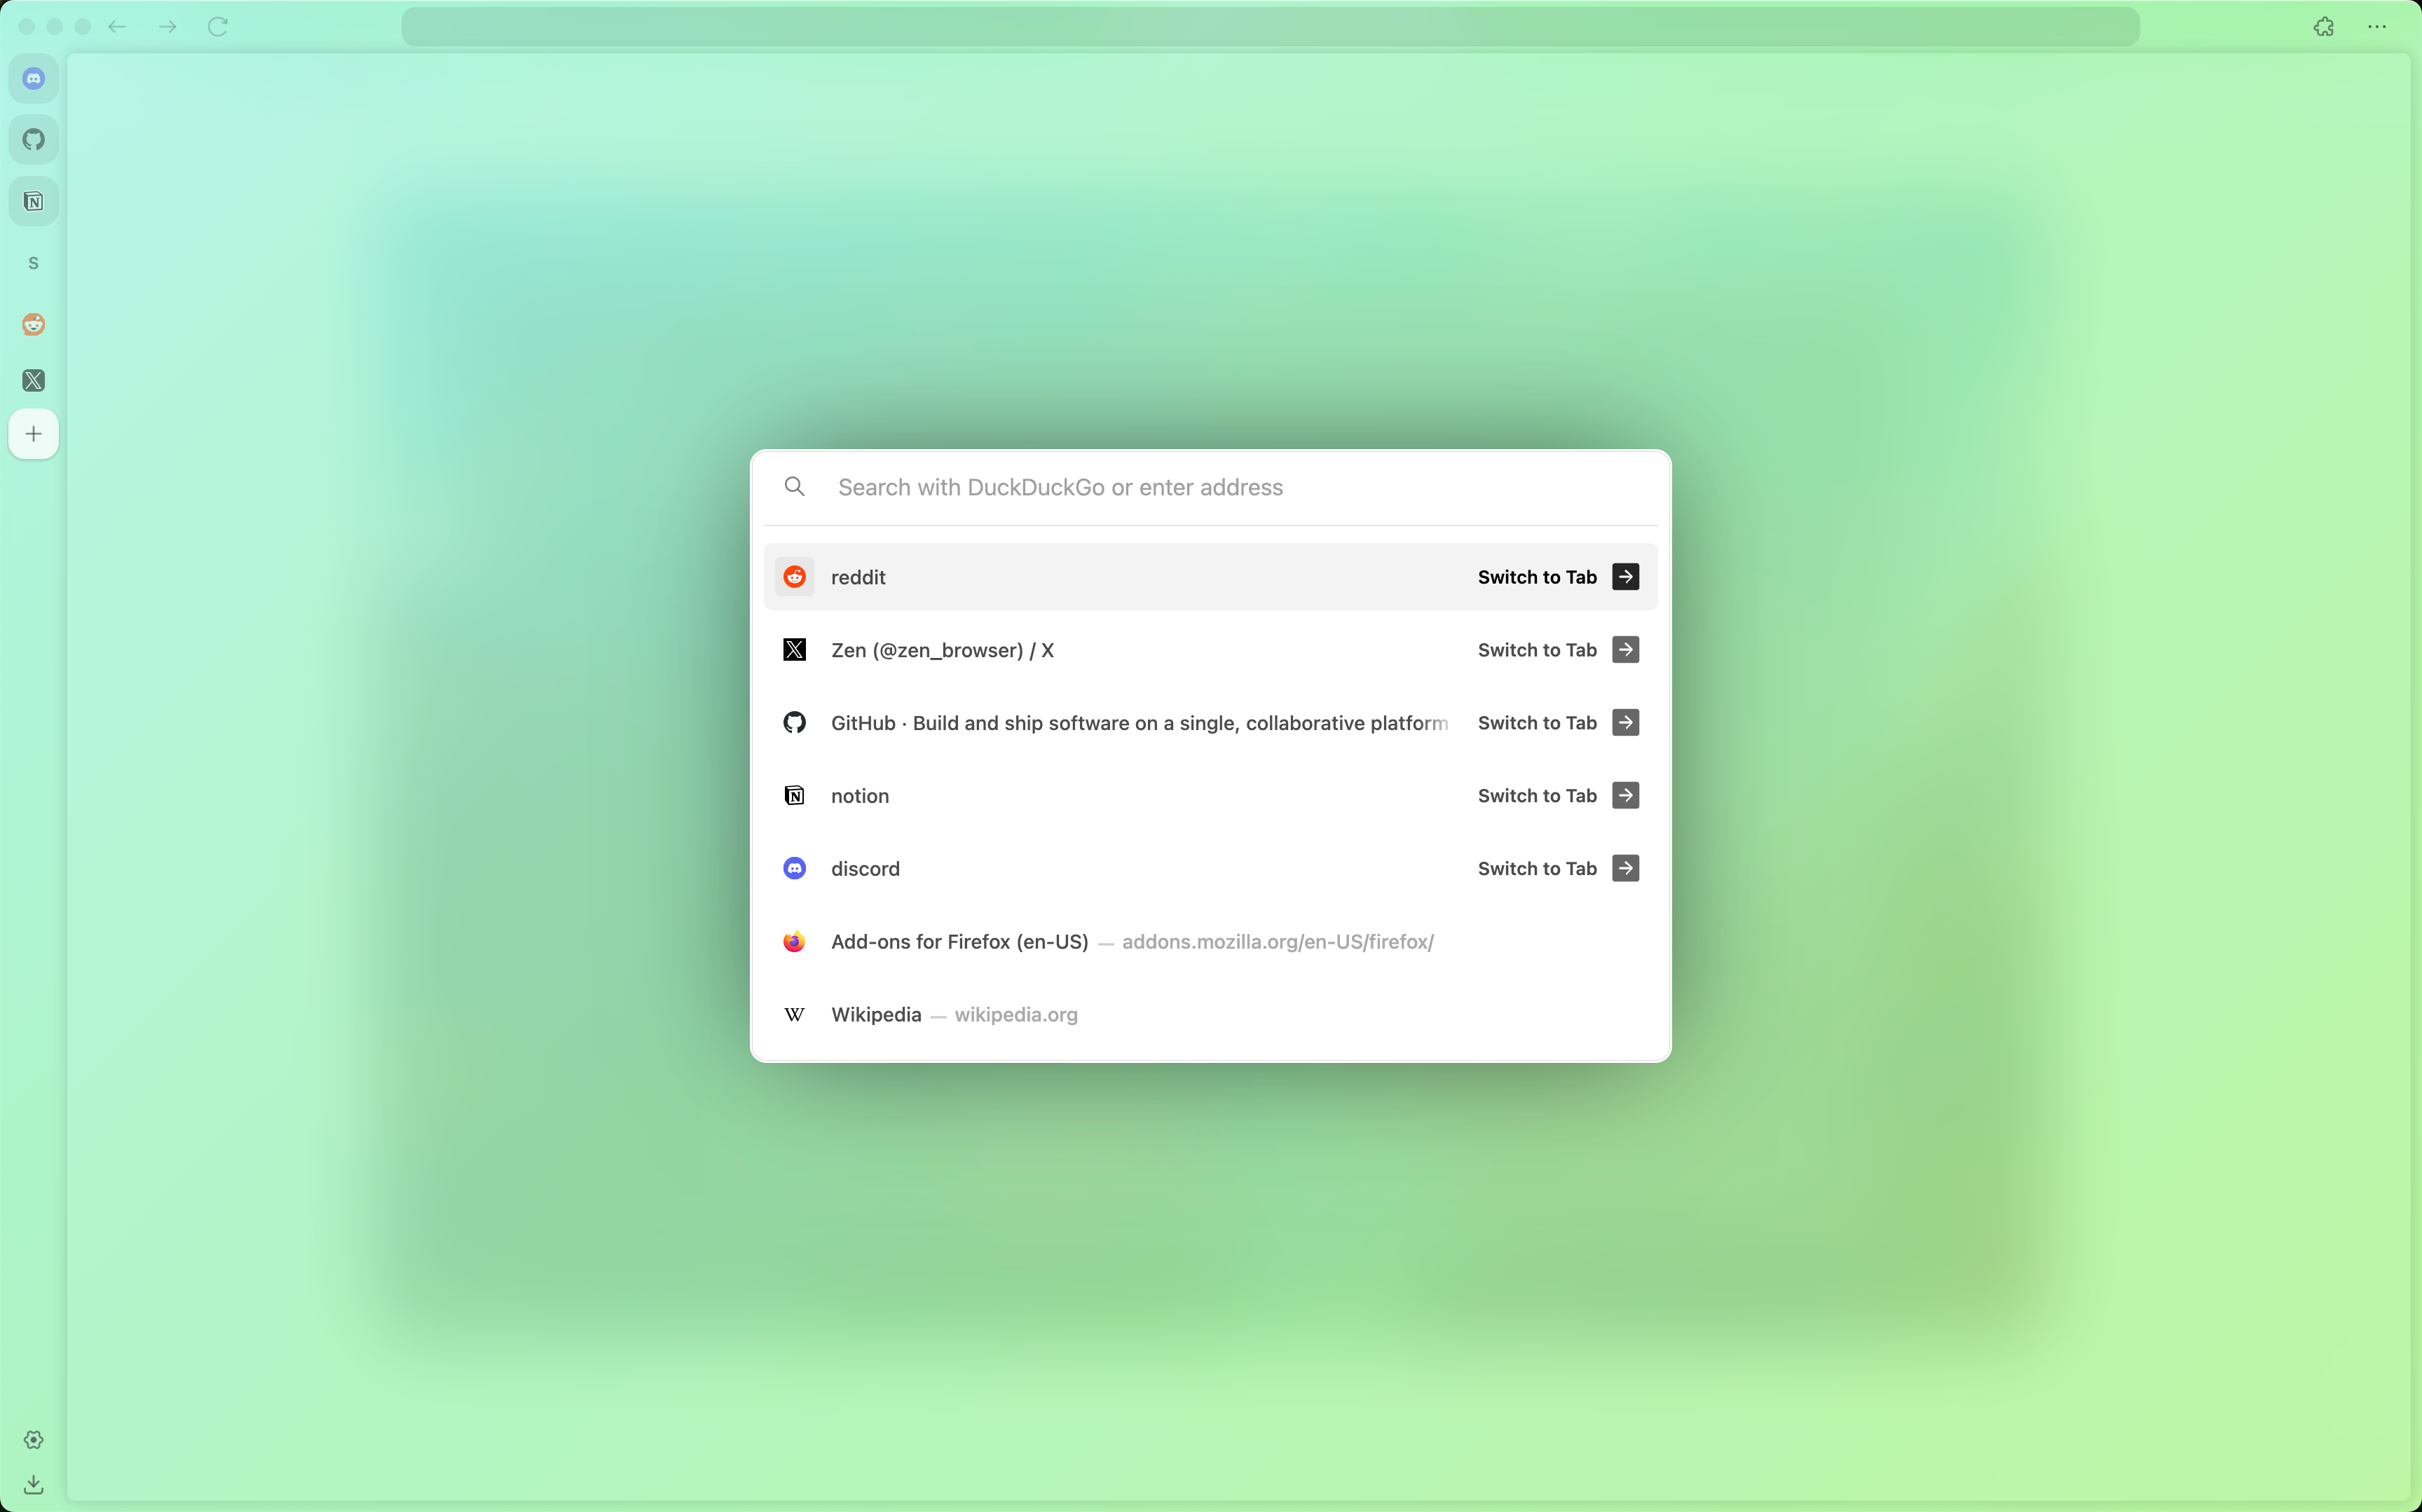 S
Search with DuckDuckGo or enter address
reddit Switch to Tab
Zen (@zen_browser) / X Switch to Tab
GitHub · Build and ship software on a single, collaborative platform Switch to Tab
notion Switch to Tab
discord Switch to Tab
Add-ons for Firefox (en-US) — addons.mozilla.org/en-US/firefox/
Wikipedia — wikipedia.org